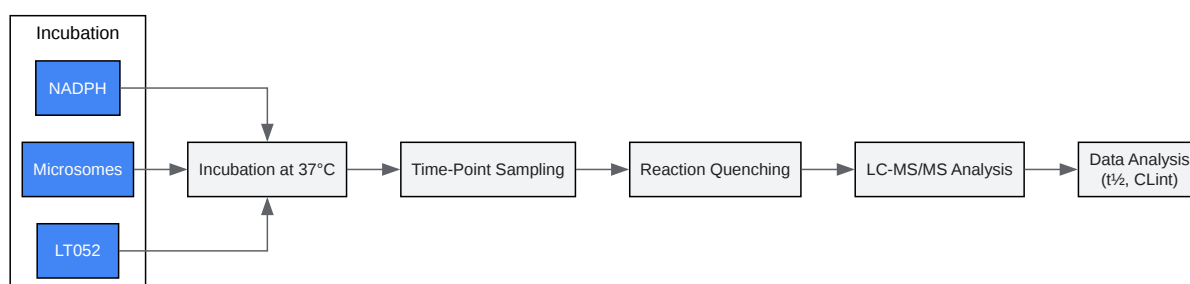 Incubation
NADPH
Microsomes
LT052
Incubation at 37°C
Time-Point Sampling
Reaction Quenching
LC-MS/MS Analysis
Data Analysis
(t½, CLint)